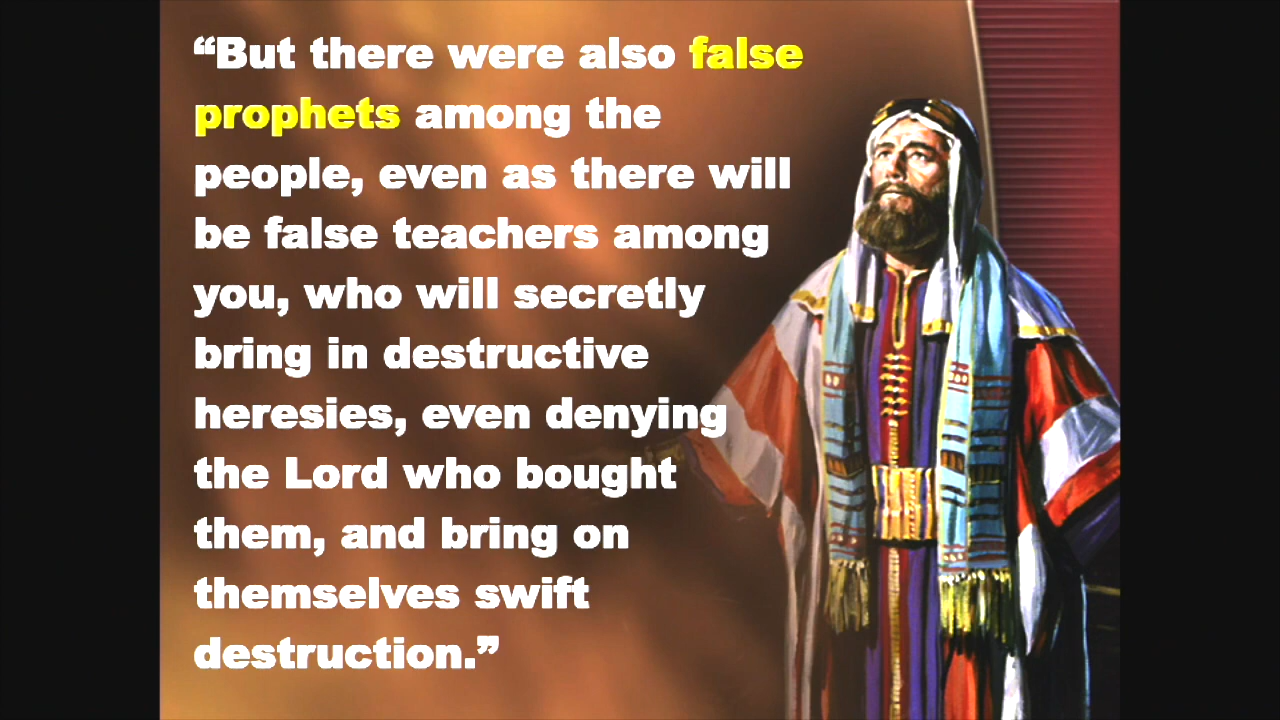 “But there were also false
prophets among the
people, even as there will
be false teachers among
you, who will secretly
bring in destructive
heresies, even denying
the Lord who bought
them, and bring on
themselves swift
destruction.”